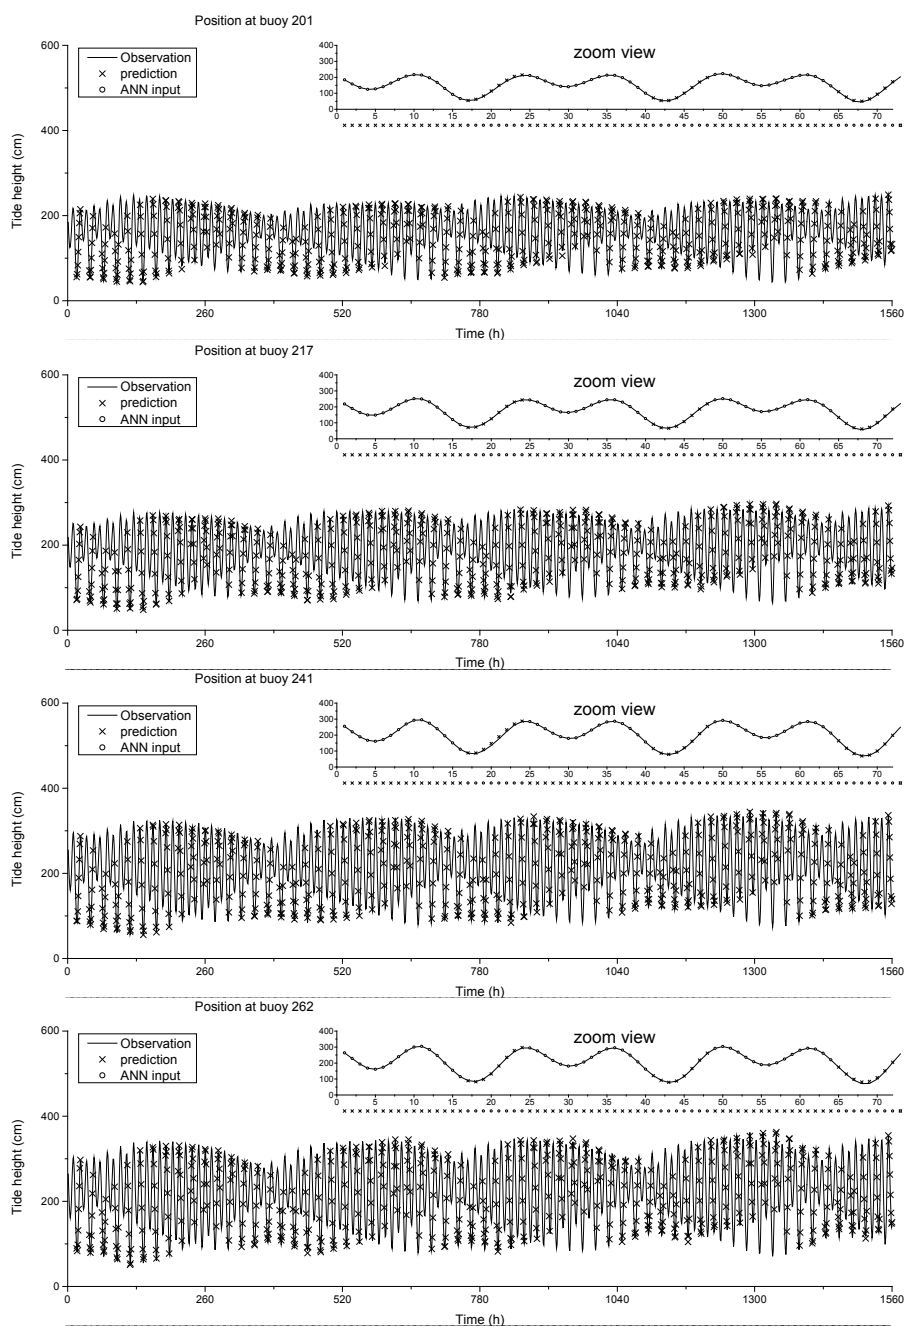 Position at buoy 201
600
400
200
0
Tide height (cm)
Observation
prediction
ANN input
zoom view
400
300
200
100
0
0 5 10 15 20 25 30 35 40 45 50 55 60 65 70
0 260 520 780 1040 1300 1560
Time (h)
Position at buoy 217
600
400
200
0
Tide height (cm)
Observation
prediction
ANN input
zoom view
400
300
200
100
0
0 5 10 15 20 25 30 35 40 45 50 55 60 65 70
0 260 520 780 1040 1300 1560
Time (h)
Position at buoy 241
600
400
200
0
Tide height (cm)
Observation
prediction
ANN input
zoom view
400
300
200
100
0
0 5 10 15 20 25 30 35 40 45 50 55 60 65 70
0 260 520 780 1040 1300 1560
Time (h)
Position at buoy 262
600
400
200
0
Tide height (cm)
Observation
prediction
ANN input
zoom view
400
300
200
100
0
0 5 10 15 20 25 30 35 40 45 50 55 60 65 70
0 260 520 780 1040 1300 1560
Time (h)